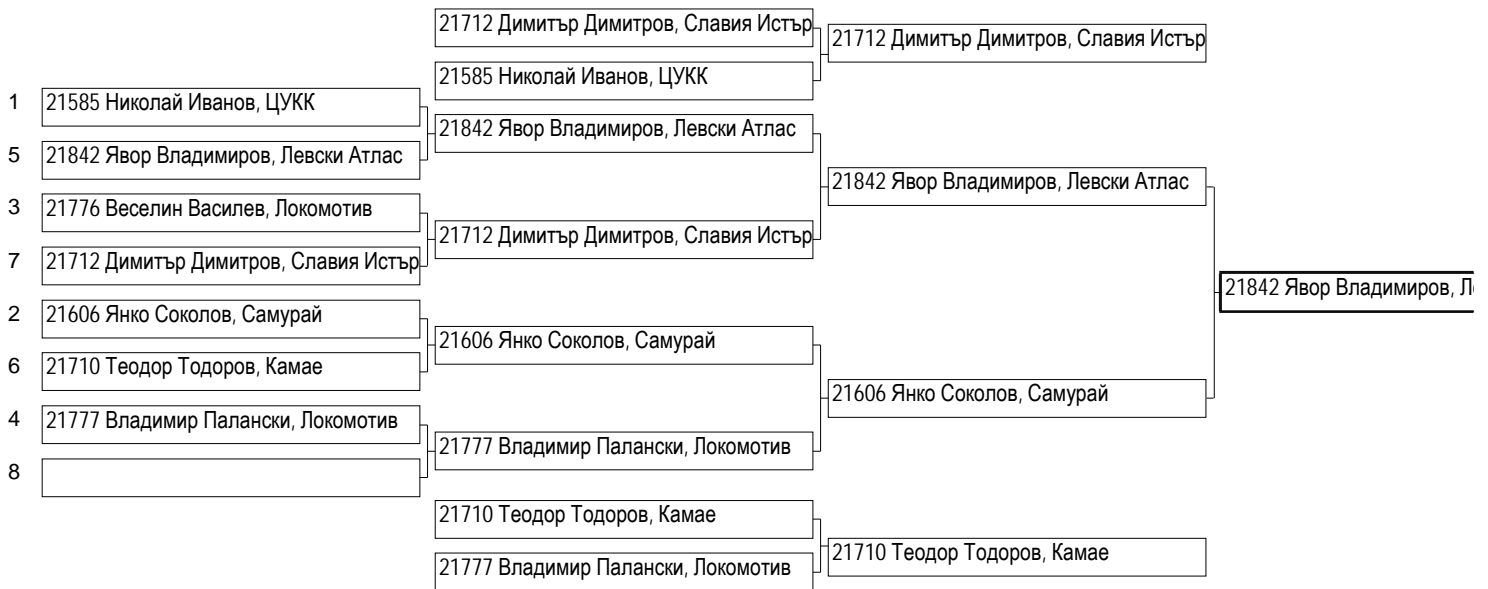 21712 Димитър Димитров, Славия Истър
21712 Димитър Димитров, Славия Истър
21585 Николай Иванов, ЦУКК
1 21585 Николай Иванов, ЦУКК
21842 Явор Владимиров, Левски Атлас
5 21842 Явор Владимиров, Левски Атлас
21842 Явор Владимиров, Левски Атлас
3 21776 Веселин Василев, Локомотив
21712 Димитър Димитров, Славия Истър
7 21712 Димитър Димитров, Славия Истър
21842 Явор Владимиров,
2 21606 Янко Соколов, Самурай
21606 Янко Соколов, Самурай
6 21710 Теодор Тодоров, Камае
21606 Янко Соколов, Самурай
4 21777 Владимир Палански, Локомотив
21777 Владимир Палански, Локомотив
8
21710 Теодор Тодоров, Камае
21710 Теодор Тодоров, Камае
21777 Владимир Палански, Локомотив